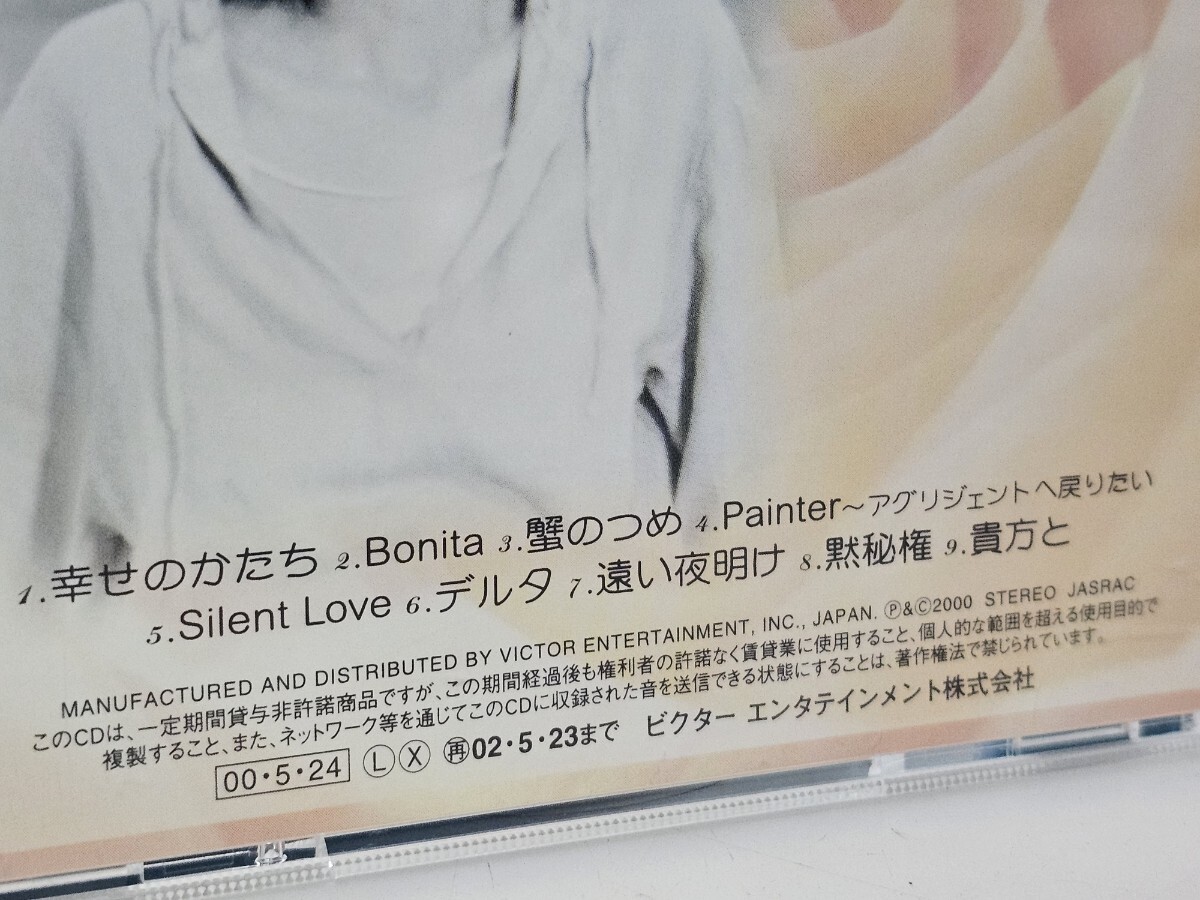 1.幸せのかたち 2.Bonita 3.蟹のつめ 4.Painter～アグリジェントへ戻りたい
5.Silent Love 6.デルタ 7.遠い夜明け 8.黙秘権 9.貴方と
MANUFACTURED AND DISTRIBUTED BY VICTOR ENTERTAINMENT, INC., JAPAN. Ⓟ&Ⓒ2000 STEREO JASRAC
このCDは、一定期間貸与非許諾商品ですが、この期間経過後も権利者の許諾なく賃貸業に使用すること、個人的な範囲を超える使用目的で
複製すること、また、ネットワーク等を通じてこのCDに収録された音を送信できる状態にすることは、著作権法で禁じられています。
00・5・24 Ⓛ Ⓧ ㊢02・5・23まで ビクター エンタテインメント株式会社